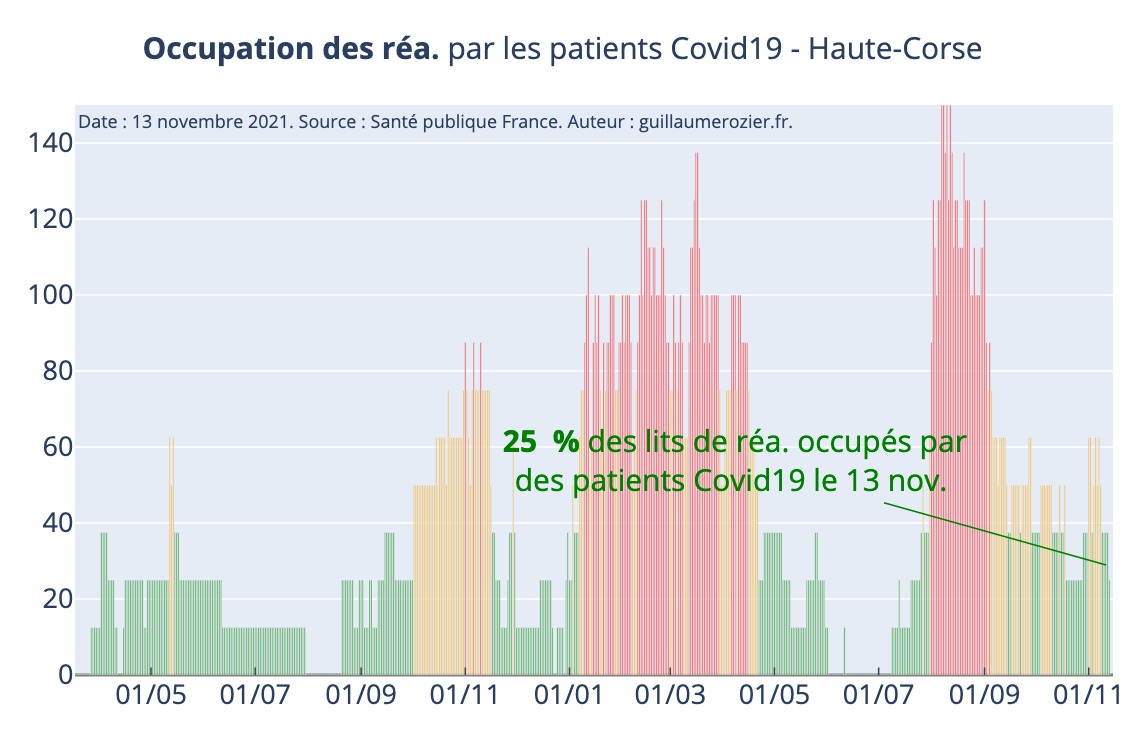 Occupation des réa. par les patients Covid19 - Haute-Corse
Date : 13 novembre 2021. Source : Santé publique France. Auteur : guillaumerozier.fr.
140
120
100
80
60
40
20
0
25  % des lits de réa. occupés par
des patients Covid19 le 13 nov.
01/05 01/07 01/09 01/11 01/01 01/03 01/05 01/07 01/09 01/11